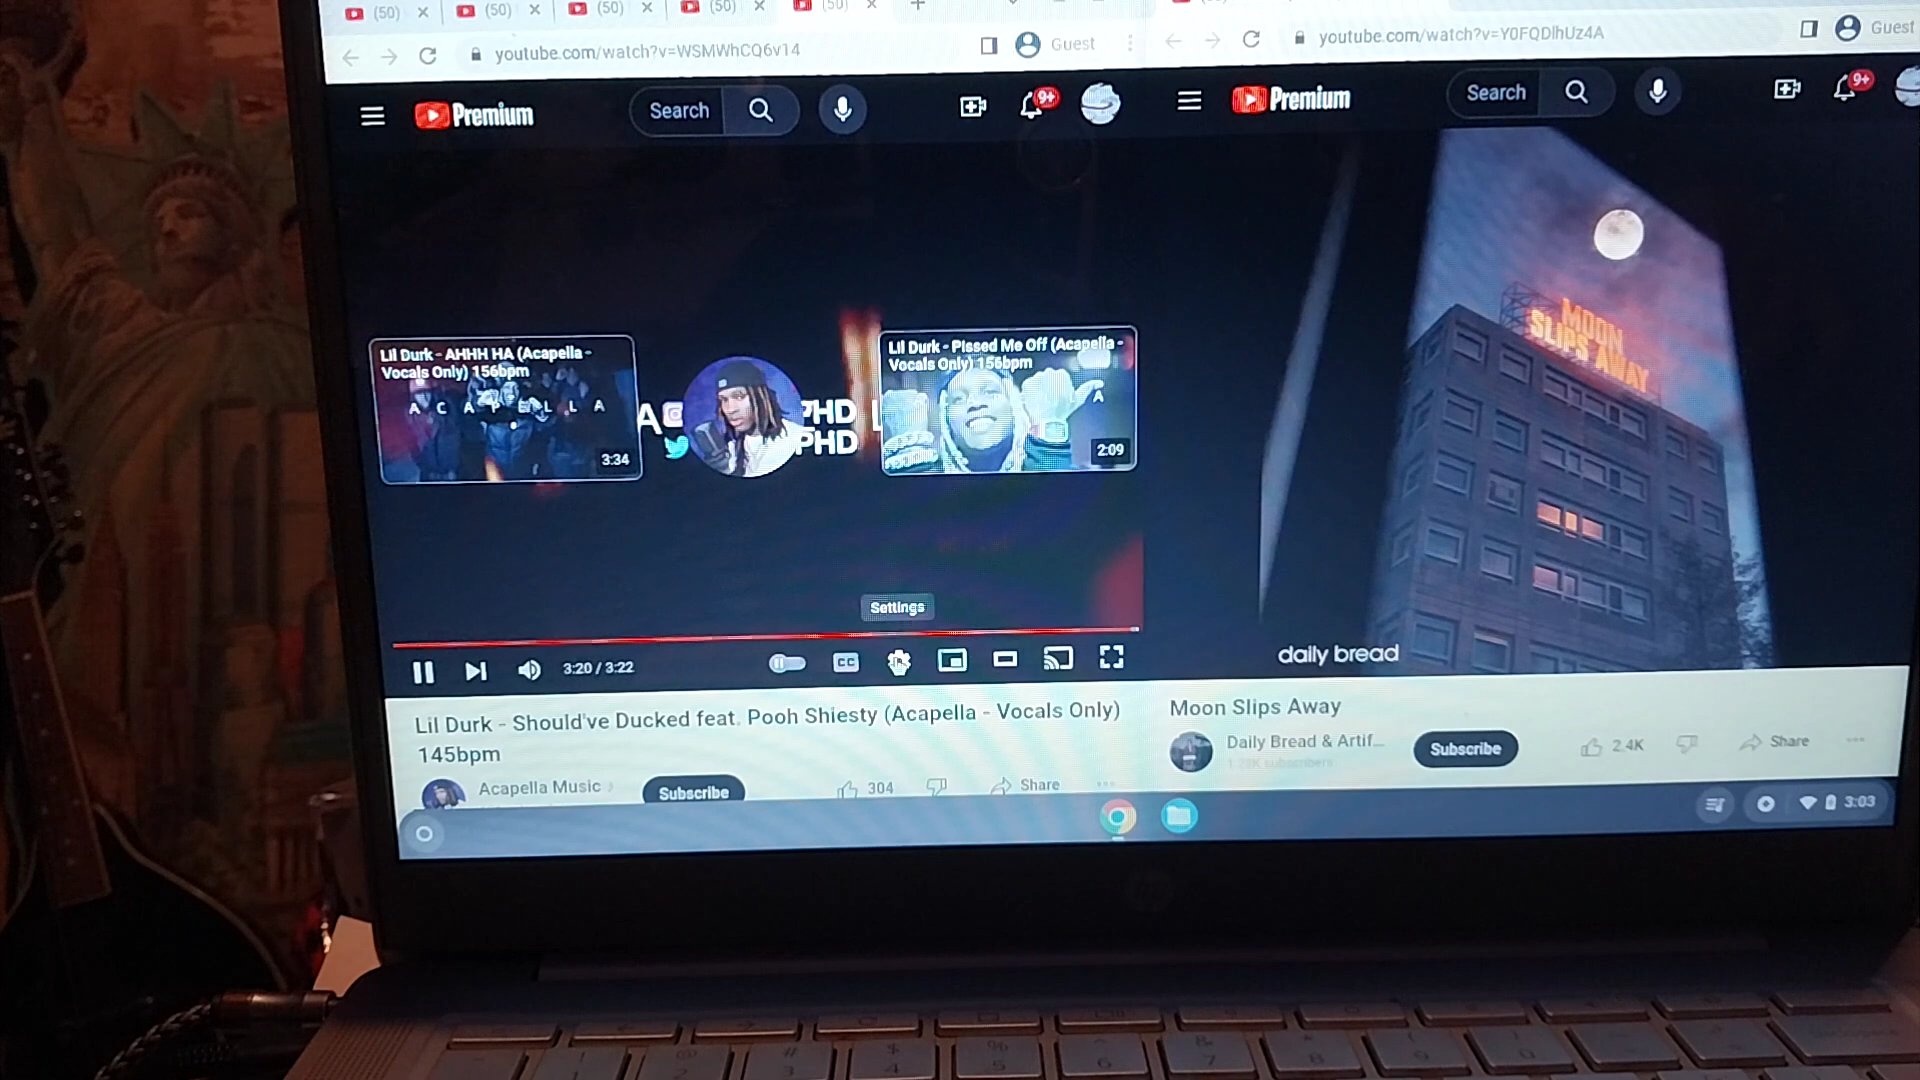 (50)
(50)
(50)
(50)
(50)
youtube.com/watch?v=WSMWhCQ6v14
Guest
Premium
Search
9+
Lil Durk - AHHH HA (Acapella -
Vocals Only) 156bpm
A C A P E L L A
3:34
A
PHD
PHD
Lil Durk - Pissed Me Off (Acapella -
Vocals Only) 156bpm
A
2:09
Settings
3:20 / 3:22
CC
Lil Durk - Should've Ducked feat. Pooh Shiesty (Acapella - Vocals Only)
145bpm
Acapella Music
Subscribe
304
Share
youtube.com/watch?v=Y0FQDlhUz4A
Guest
Premium
Search
9+
MOON
SLIPS AWAY
daily bread
Moon Slips Away
Daily Bread & Artif...
Subscribe
2.4K
Share
3:03